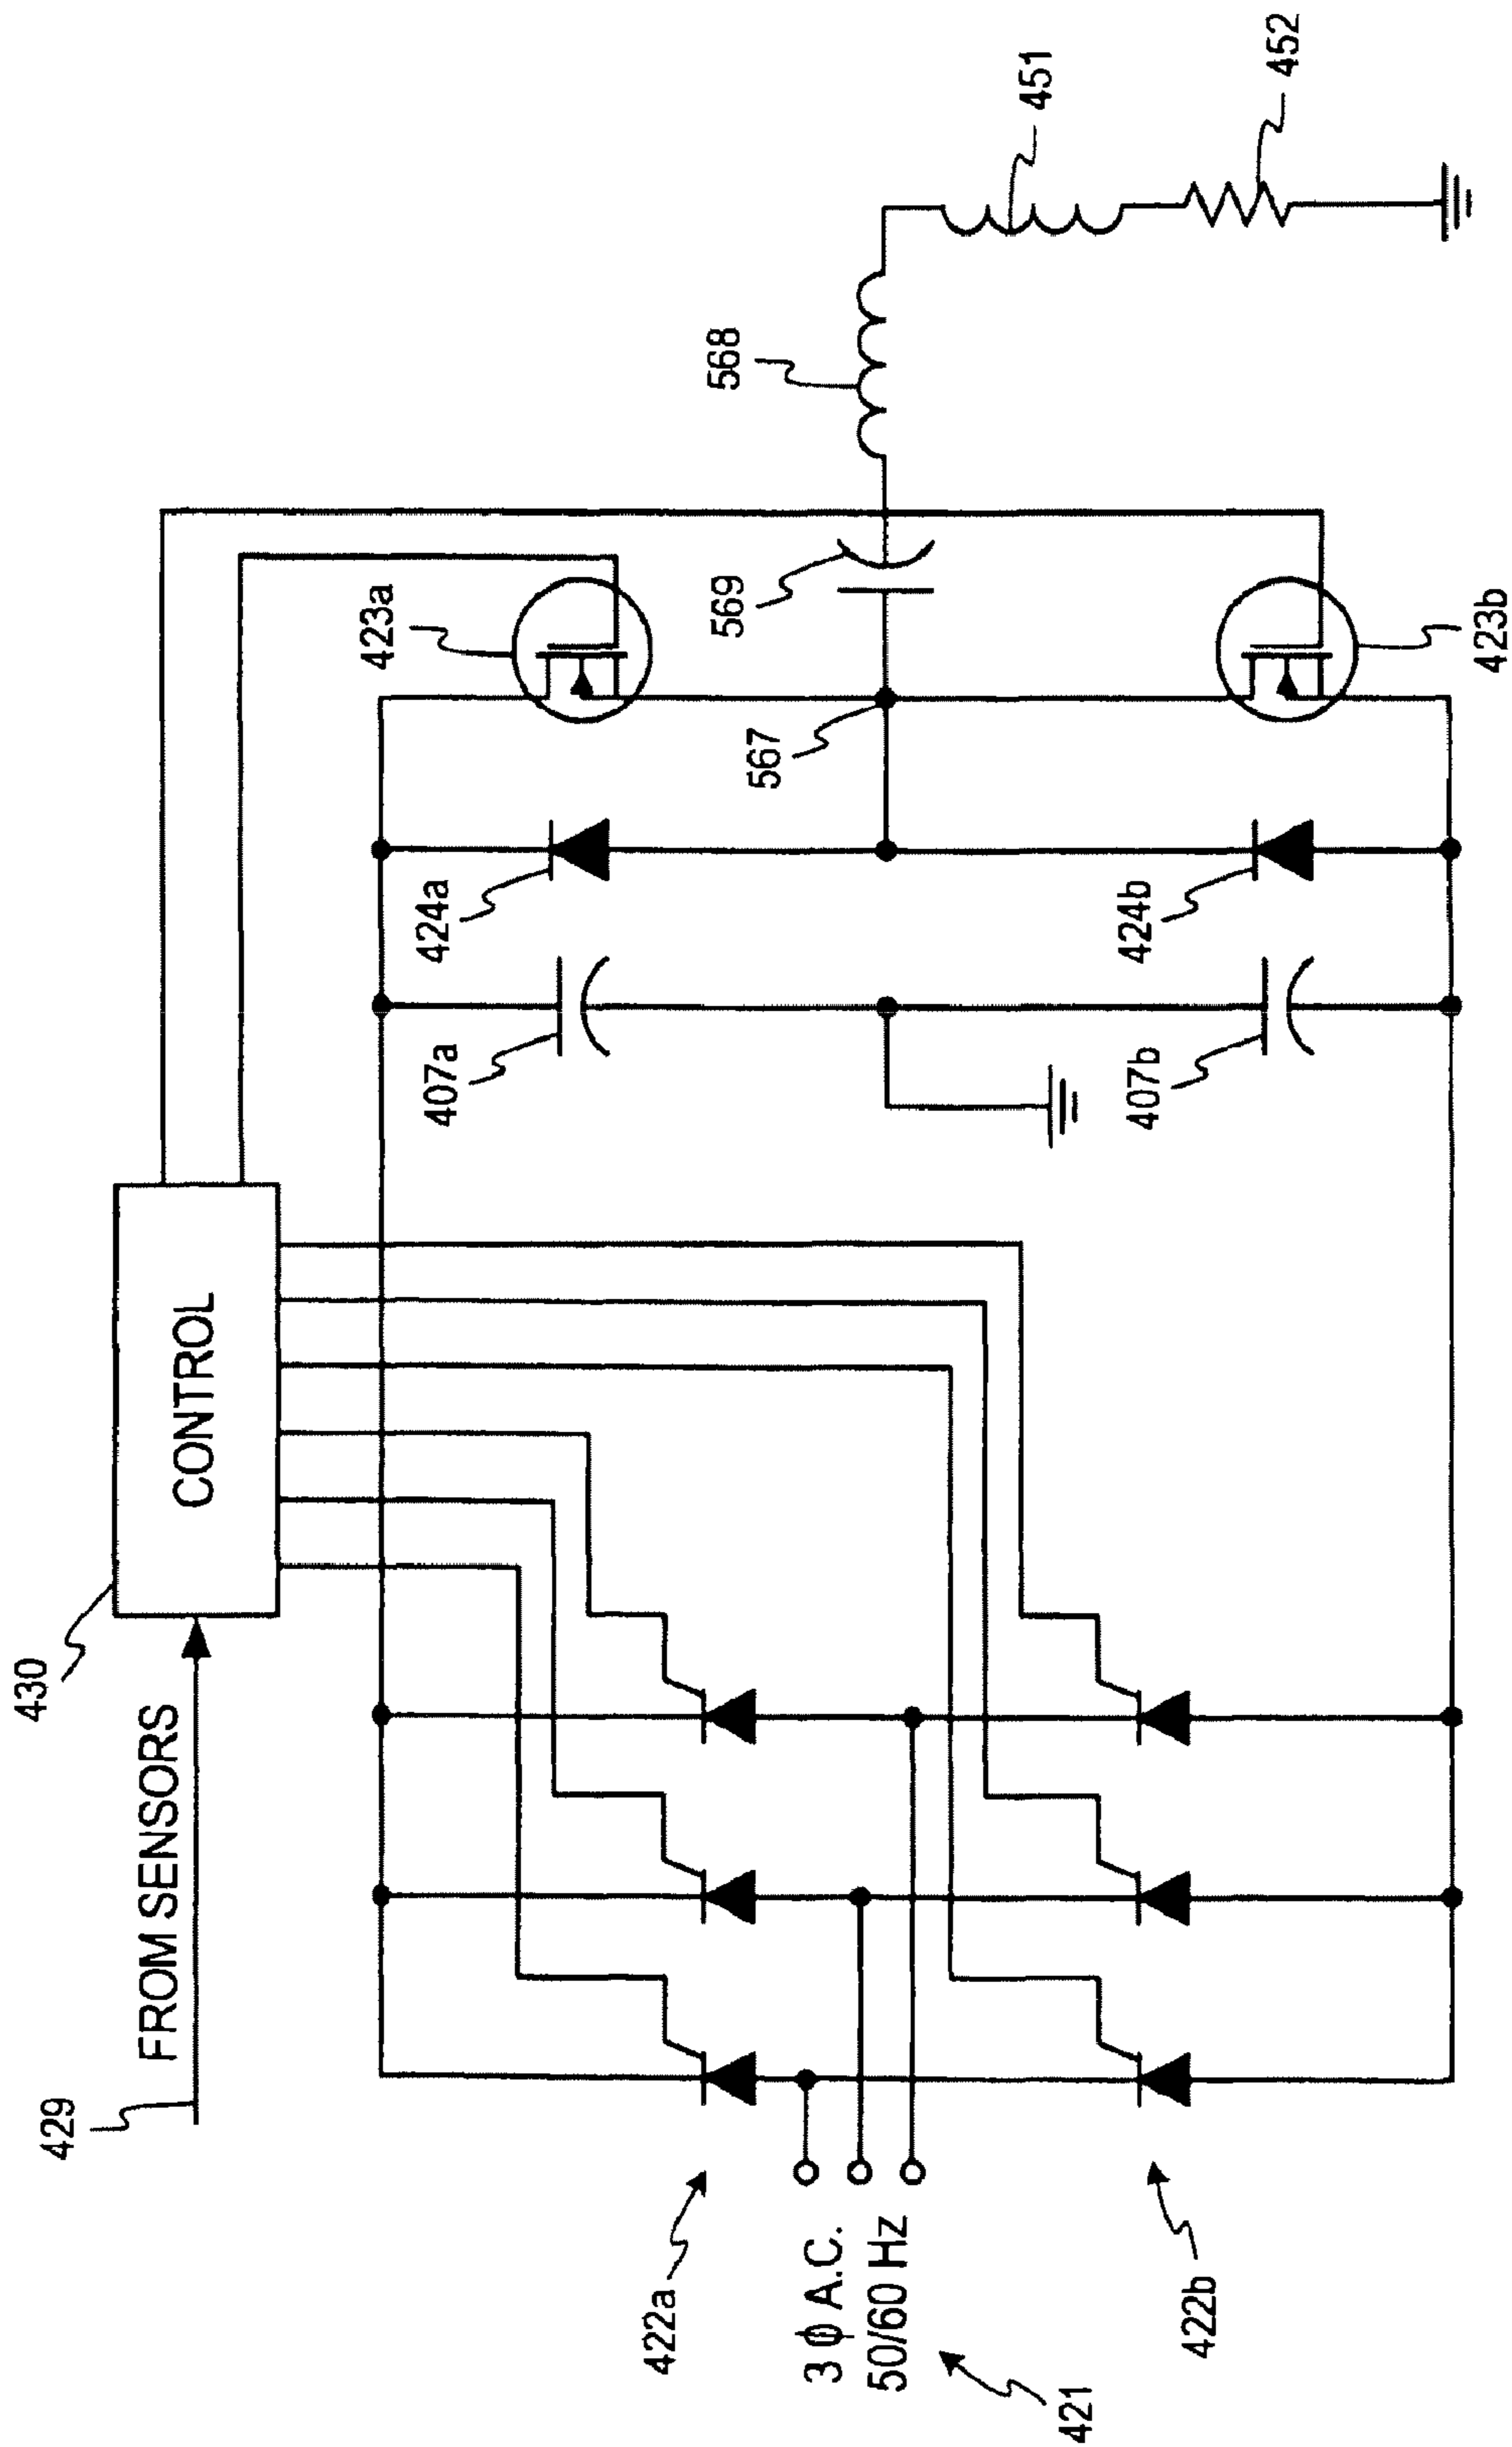 430
CONTROL
FROM SENSORS
429
423a
568
451
452
569
567
424a
407a
424b
407b
423b
422a
3 ϕ A.C.
50/60 Hz
421
422b